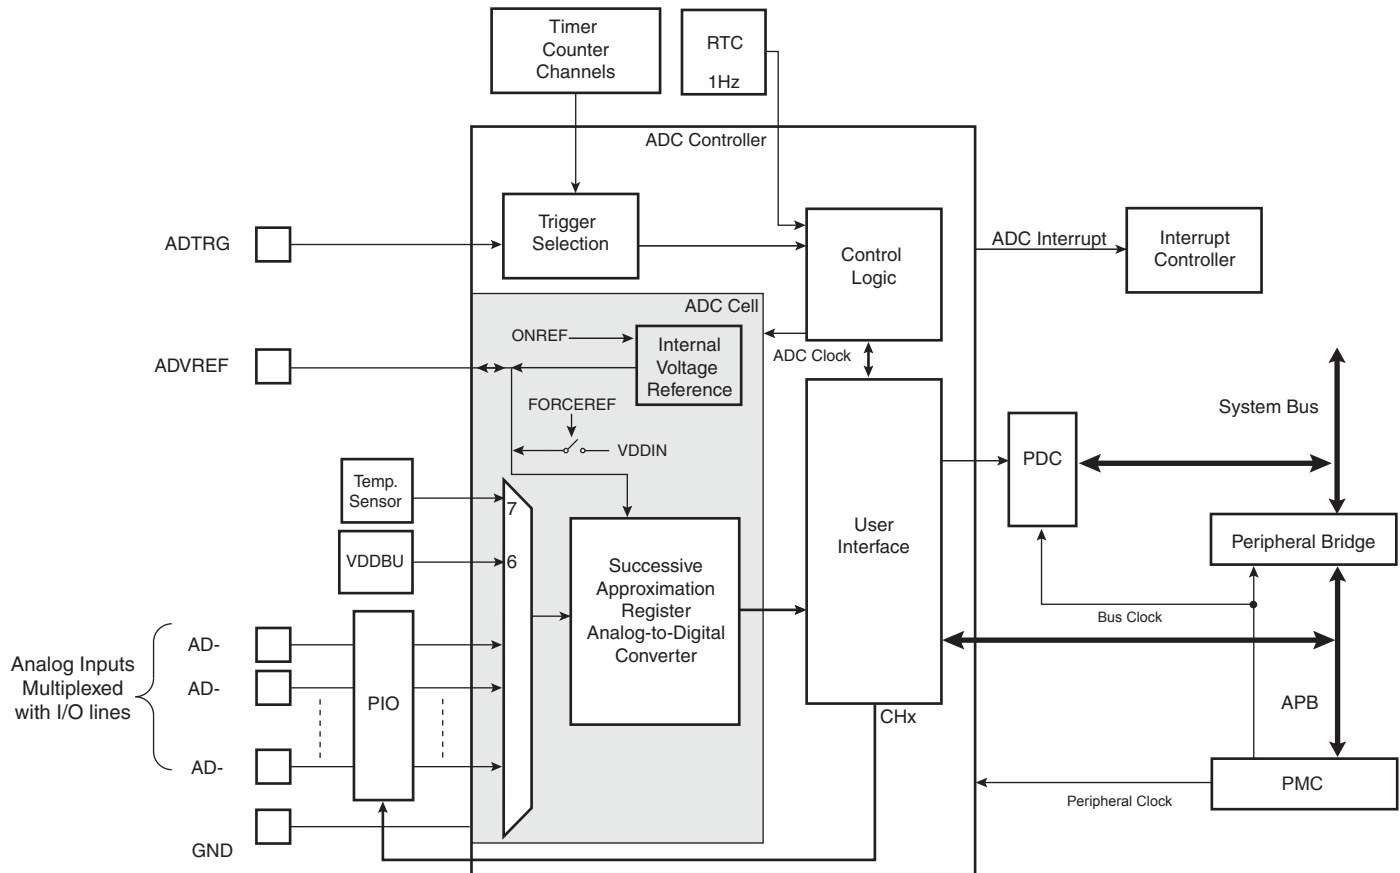 Timer
Counter
Channels
RTC
1Hz
ADC Controller
ADTRG
Trigger
Selection
Control
Logic
ADC Interrupt
Interrupt
Controller
ADC Cell
ONREF
Internal
Voltage
Reference
ADC Clock
ADVREF
FORCEREF
VDDIN
System Bus
PDC
Temp.
Sensor
7
VDDBU
6
Successive
Approximation
Register
Analog-to-Digital
Converter
User
Interface
Peripheral Bridge
Bus Clock
Analog Inputs
Multiplexed
with I/O lines
AD-
AD-
AD-
PIO
CHx
APB
PMC
Peripheral Clock
GND